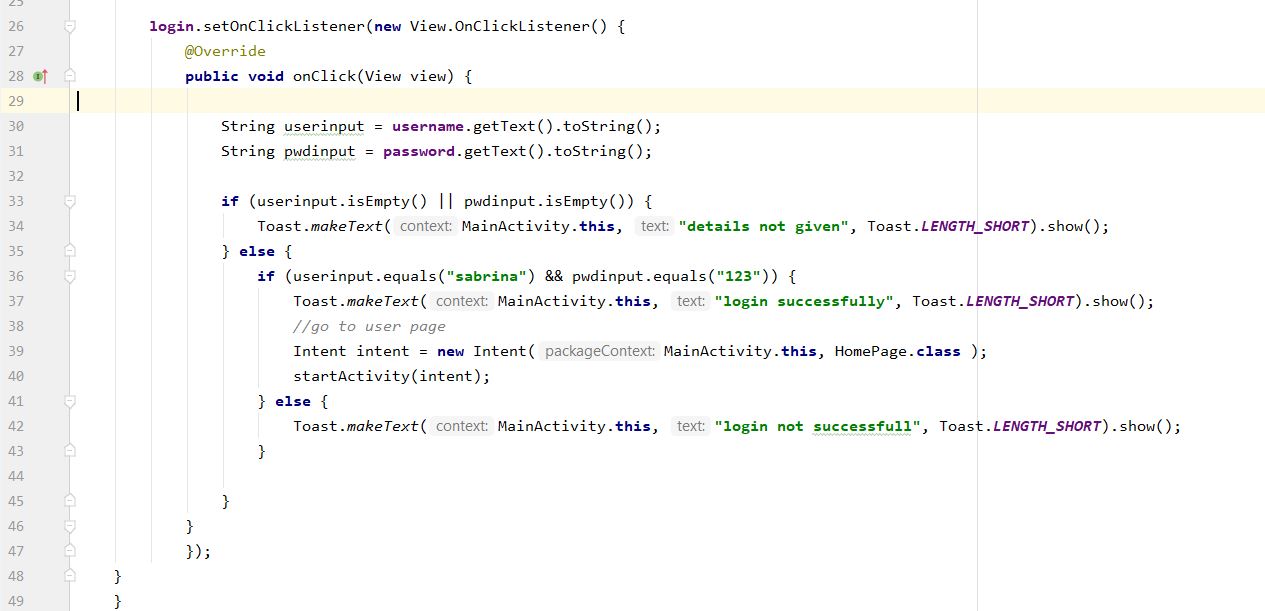 25
26 login.setOnClickListener(new View.OnClickListener() {
27 @Override
28 public void onClick(View view) {
29
30 String userinput = username.getText().toString();
31 String pwdinput = password.getText().toString();
32
33 if (userinput.isEmpty() || pwdinput.isEmpty()) {
34 Toast.makeText( context: MainActivity.this, text: "details not given", Toast.LENGTH_SHORT).show();
35 } else {
36 if (userinput.equals("sabrina") && pwdinput.equals("123")) {
37 Toast.makeText( context: MainActivity.this, text: "login successfully", Toast.LENGTH_SHORT).show();
38 //go to user page
39 Intent intent = new Intent( packageContext: MainActivity.this, HomePage.class );
40 startActivity(intent);
41 } else {
42 Toast.makeText( context: MainActivity.this, text: "login not successfull", Toast.LENGTH_SHORT).show();
43 }
44
45 }
46 }
47 });
48 }
49 }